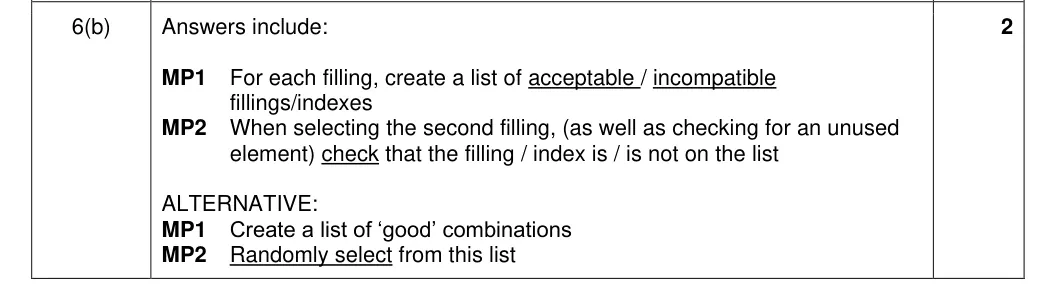 6(b) Answers include: 2
MP1 For each filling, create a list of acceptable / incompatible
fillings/indexes
MP2 When selecting the second filling, (as well as checking for an unused
element) check that the filling / index is / is not on the list
ALTERNATIVE:
MP1 Create a list of ‘good’ combinations
MP2 Randomly select from this list